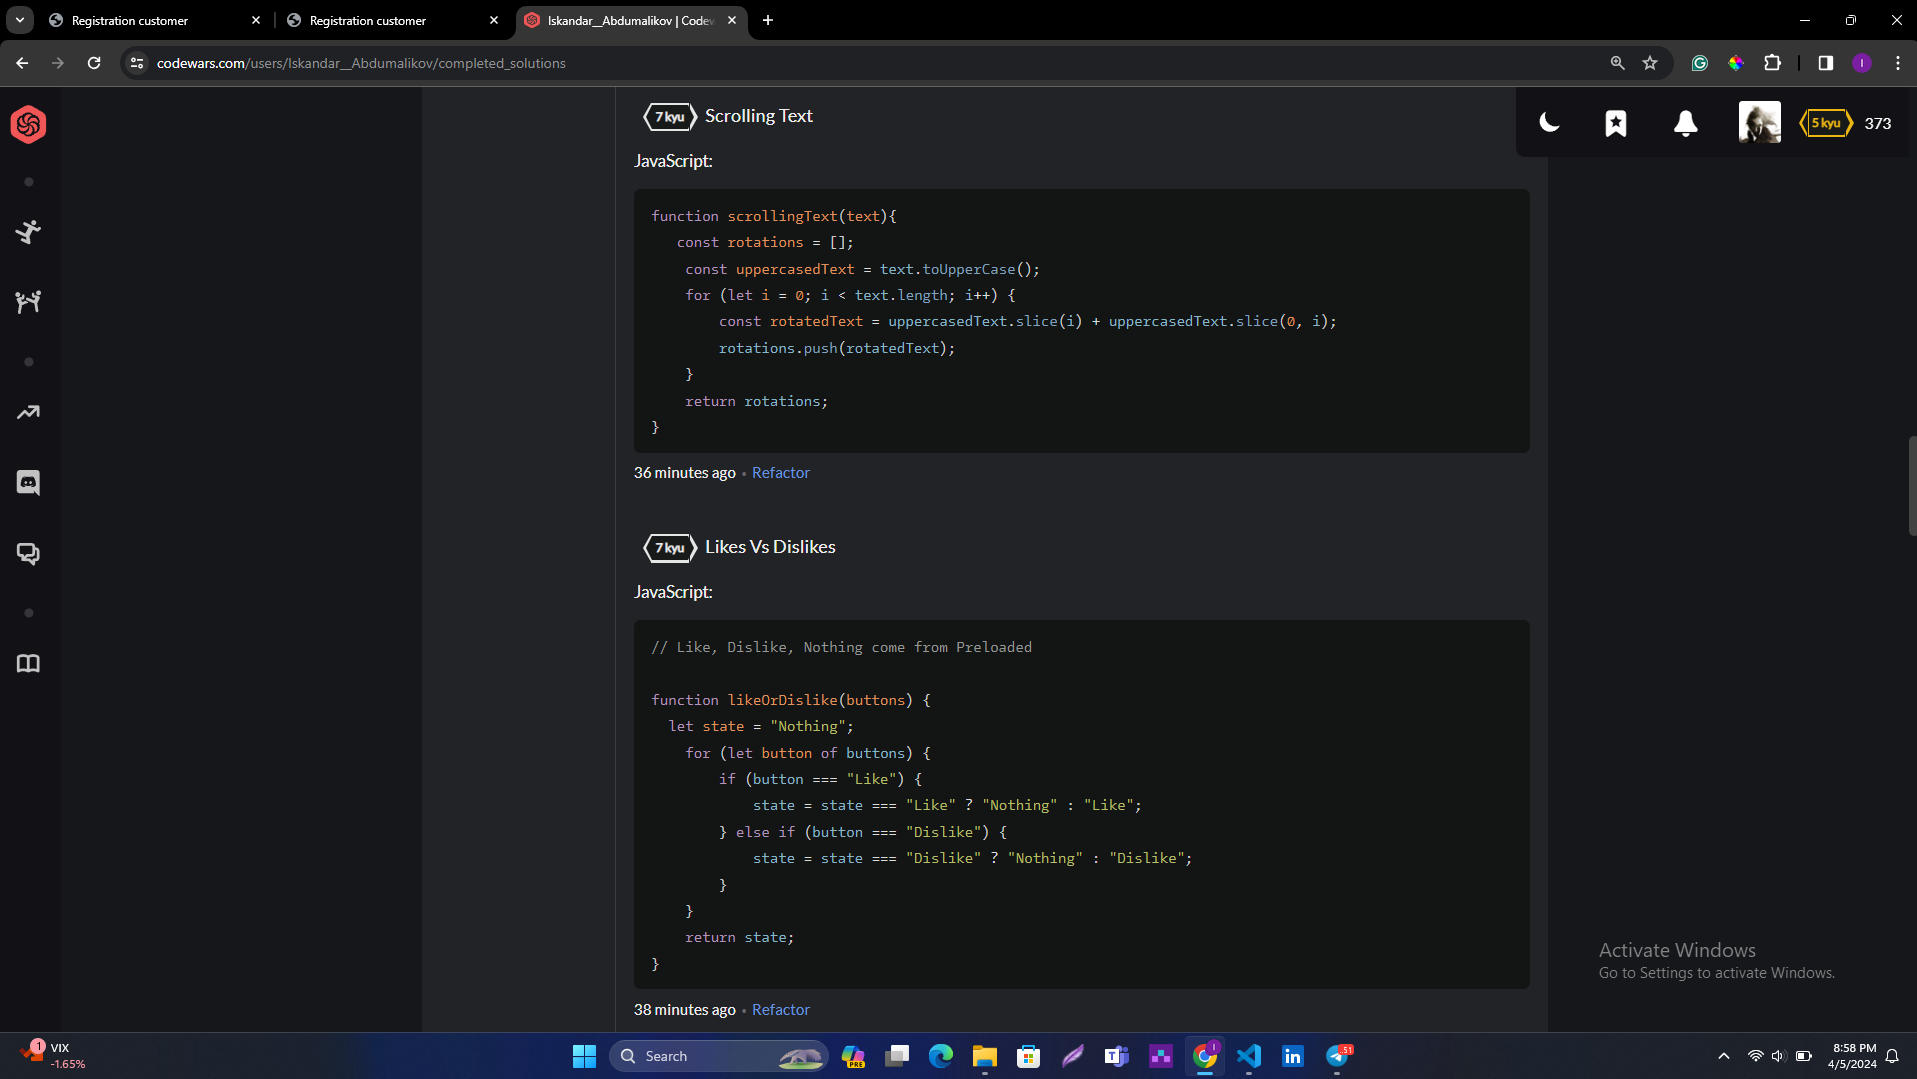 Registration customer
Registration customer
Iskandar__Abdumalikov | Codew
codewars.com/users/Iskandar__Abdumalikov/completed_solutions
I
7 kyu Scrolling Text
5 kyu 373
JavaScript:
function scrollingText(text){
const rotations = [];
const uppercasedText = text.toUpperCase();
for (let i = 0; i < text.length; i++) {
const rotatedText = uppercasedText.slice(i) + uppercasedText.slice(0, i);
rotations.push(rotatedText);
}
return rotations;
}
36 minutes ago • Refactor
7 kyu Likes Vs Dislikes
JavaScript:
// Like, Dislike, Nothing come from Preloaded
function likeOrDislike(buttons) {
let state = "Nothing";
for (let button of buttons) {
if (button === "Like") {
state = state === "Like" ? "Nothing" : "Like";
} else if (button === "Dislike") {
state = state === "Dislike" ? "Nothing" : "Dislike";
}
}
return state;
}
38 minutes ago • Refactor
Activate Windows
Go to Settings to activate Windows.
1
VIX
-1.65%
Search
PRE
I
in
51
8:58 PM
4/5/2024